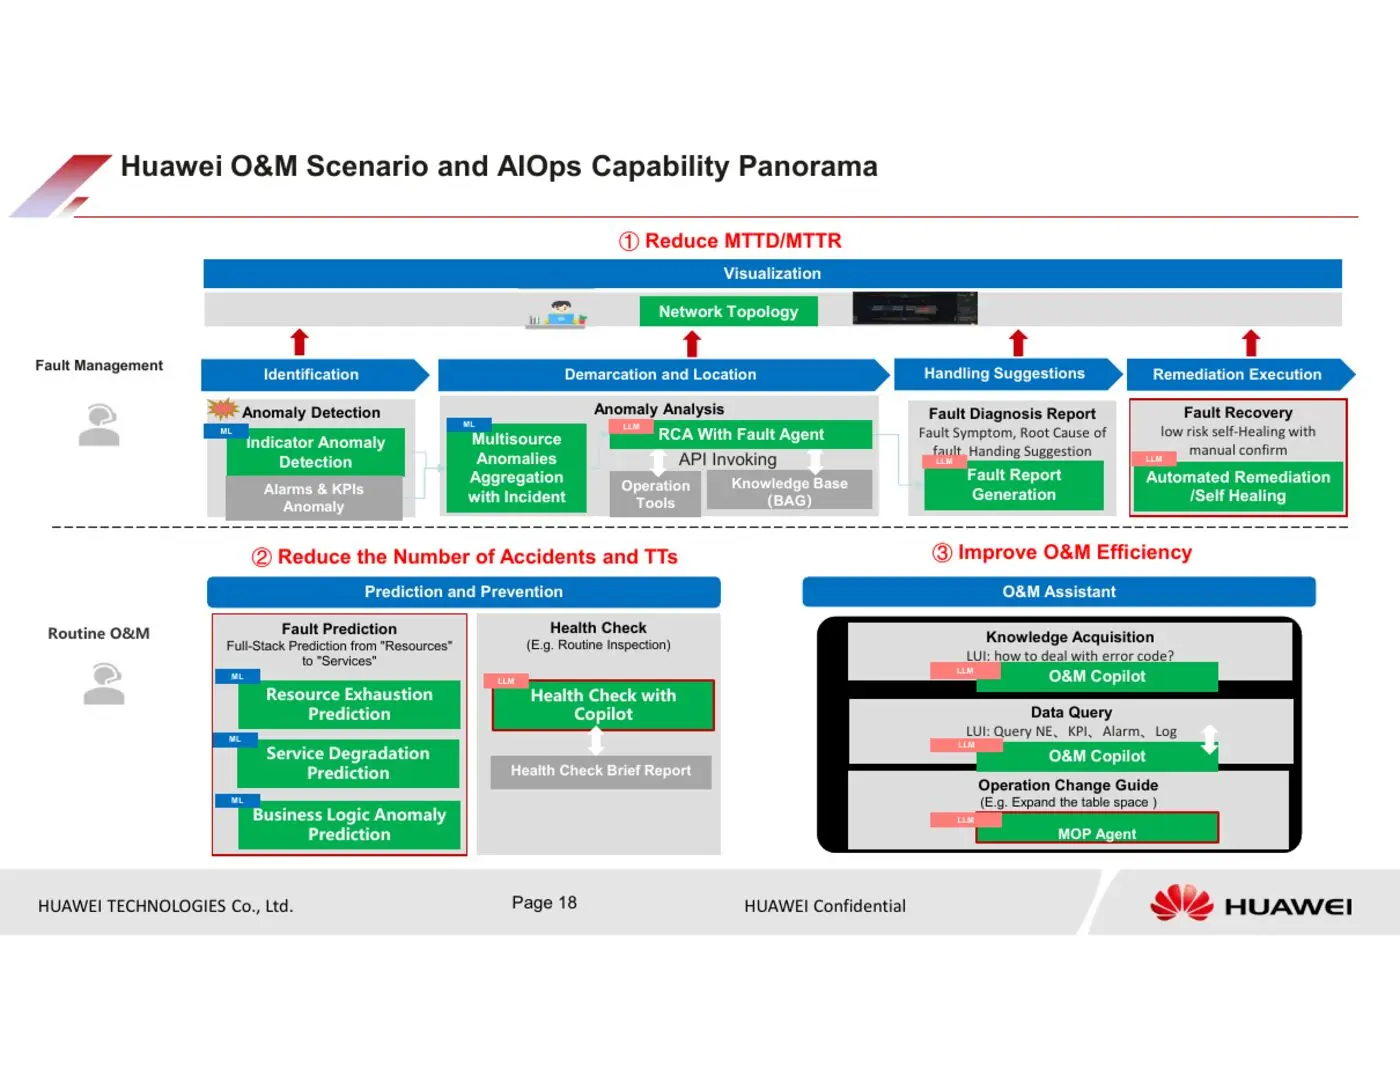 Huawei O&M Scenario and AIOps Capability Panorama
① Reduce MTTD/MTTR
Visualization
Network Topology
Fault Management
Identification
Demarcation and Location
Handling Suggestions
Remediation Execution
Anomaly Detection
ML
Indicator Anomaly
Detection
Alarms & KPIs
Anomaly
Anomaly Analysis
ML
Multisource
Anomalies
Aggregation
with Incident
LLM
RCA With Fault Agent
API Invoking
Operation
Tools
Knowledge Base
(BAG)
Fault Diagnosis Report
Fault Symptom, Root Cause of
fault, Handing Suggestion
LLM
Fault Report
Generation
Fault Recovery
low risk self-Healing with
manual confirm
LLM
Automated Remediation
/Self Healing
② Reduce the Number of Accidents and TTs
③ Improve O&M Efficiency
Routine O&M
Prediction and Prevention
Fault Prediction
Full-Stack Prediction from "Resources"
to "Services"
ML
Resource Exhaustion
Prediction
ML
Service Degradation
Prediction
ML
Business Logic Anomaly
Prediction
Health Check
(E.g. Routine Inspection)
LLM
Health Check with
Copilot
Health Check Brief Report
O&M Assistant
Knowledge Acquisition
LUI: how to deal with error code?
LLM
O&M Copilot
Data Query
LUI: Query NE、KPI、Alarm、Log
LLM
O&M Copilot
Operation Change Guide
(E.g. Expand the table space )
LLM
MOP Agent
HUAWEI TECHNOLOGIES Co., Ltd.
Page 18
HUAWEI Confidential
HUAWEI